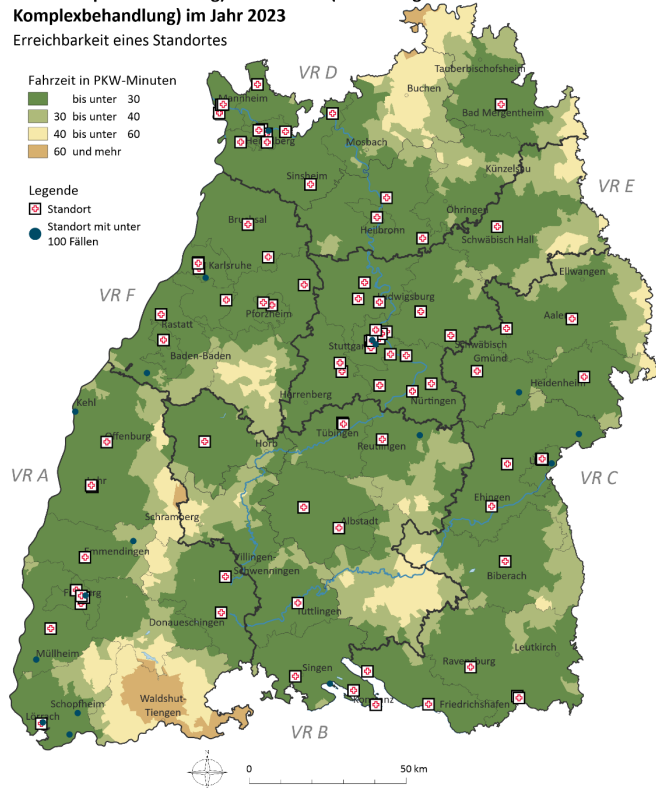 Komplexbehandlung) im Jahr 2023
Erreichbarkeit eines Standortes
Fahrzeit in PKW-Minuten
bis unter 30
30 bis unter 40
40 bis unter 60
60 und mehr
Legende
Standort
Standort mit unter
100 Fällen
VR D
Tauberbischofsheim
Buchen
Mannheim
Bad Mergentheim
Mosbach
Künzelsau
VR E
Sinsheim
Öhringen
Bruchsal
Heilbronn
Schwäbisch Hall
Karlsruhe
Ellwangen
VR F
Ludwigsburg
Pforzheim
Aalen
Rastatt
Stuttgart
Schwäbisch
Gmünd
Baden-Baden
Heidenheim
Herrenberg
Nürtingen
Kehl
Tübingen
Offenburg
Horb
Reutlingen
VR A
VR C
Ehingen
Schramberg
Albstadt
Emmendingen
Villingen-
Schwenningen
Biberach
Tuttlingen
Donaueschingen
Leutkirch
Müllheim
Singen
Ravensburg
Waldshut-
Tiengen
Schopfheim
Konstanz
Friedrichshafen
Lörrach
VR B
N
0
50 km